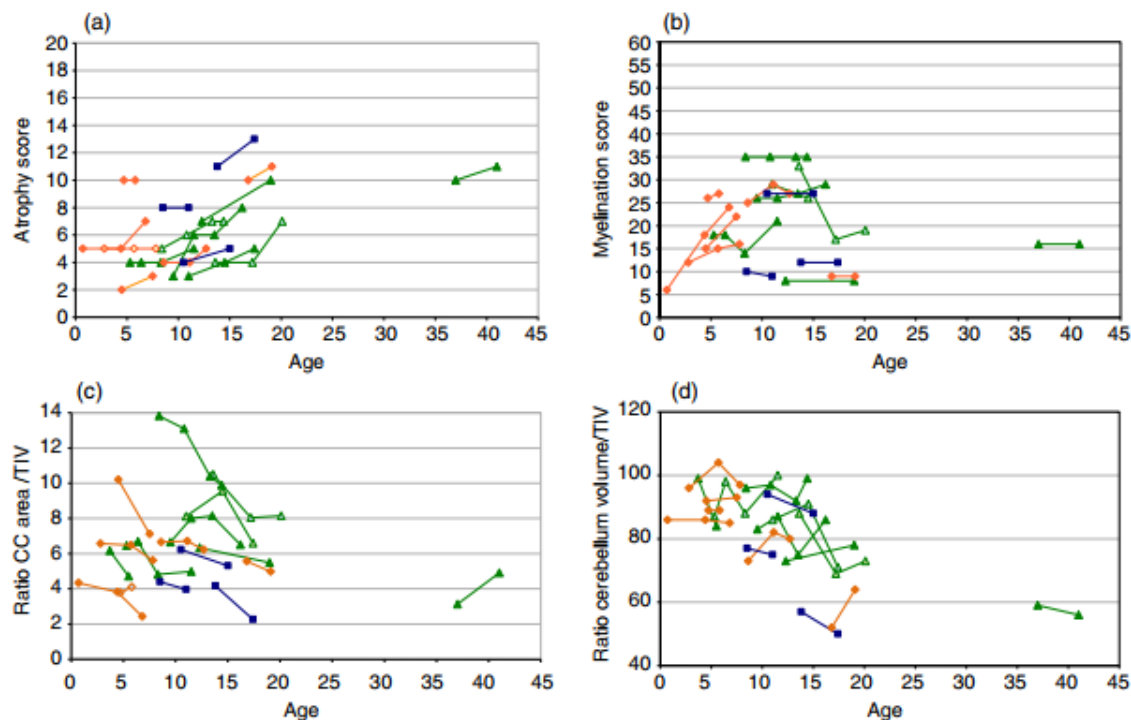 (a)
20
18
16
14
12
10
8
6
4
2
0
Atrophy score
0 5 10 15 20 25 30 35 40 45
Age
(b)
60
55
50
45
40
35
30
25
20
15
10
5
0
Myelination score
0 5 10 15 20 25 30 35 40 45
Age
(c)
14
12
10
8
6
4
2
0
Ratio CC area /TIV
0 5 10 15 20 25 30 35 40 45
Age
(d)
120
100
80
60
40
Ratio cerebellum volume/TIV
0 5 10 15 20 25 30 35 40 45
Age